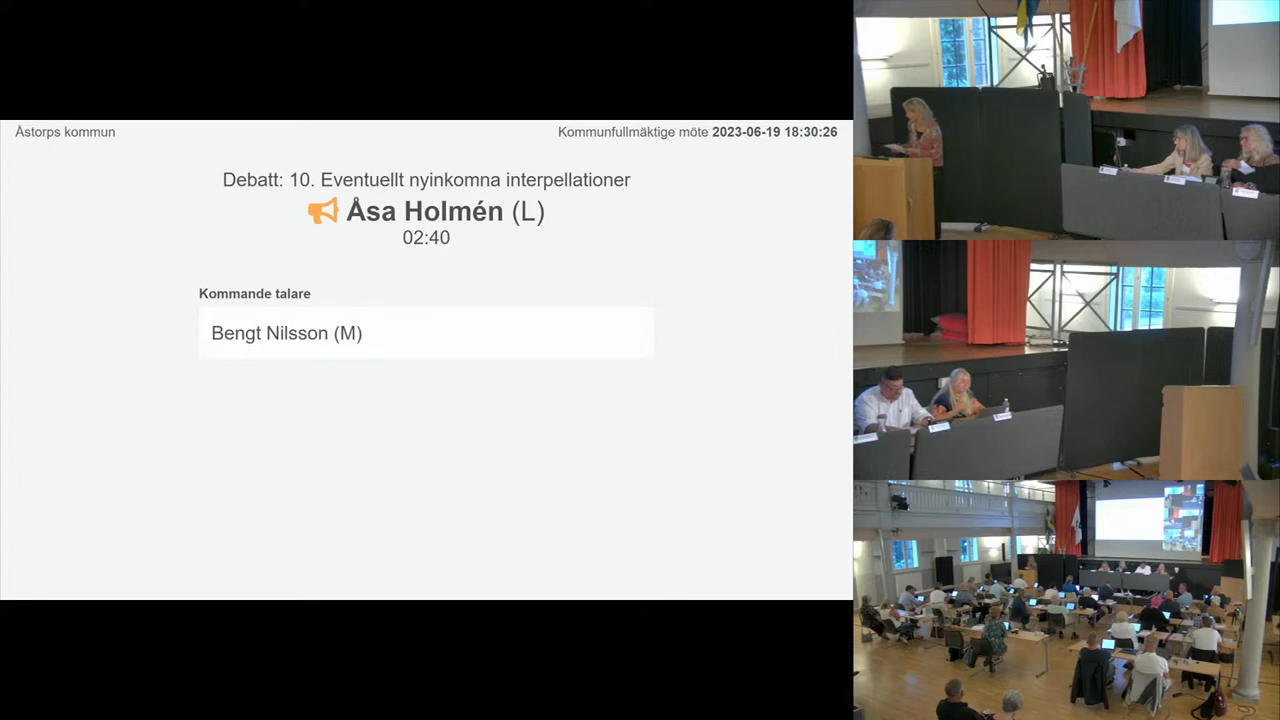 Åstorps kommun
Kommunfullmäktige möte 2023-06-19 18:30:26
Debatt: 10. Eventuellt nyinkomna interpellationer
Åsa Holmén (L)
02:40
Kommande talare
Bengt Nilsson (M)